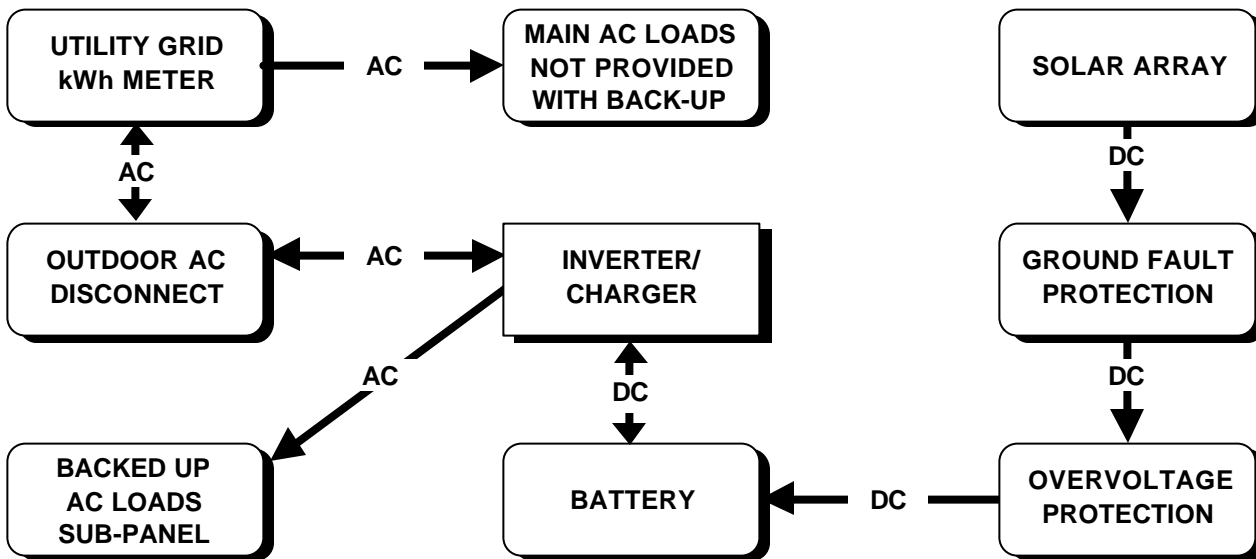 UTILITY GRID
kWh METER
AC
MAIN AC LOADS
NOT PROVIDED
WITH BACK-UP
SOLAR ARRAY
AC
DC
OUTDOOR AC
DISCONNECT
AC
INVERTER/
CHARGER
GROUND FAULT
PROTECTION
AC
DC
DC
BACKED UP
AC LOADS
SUB-PANEL
BATTERY
DC
OVERVOLTAGE
PROTECTION